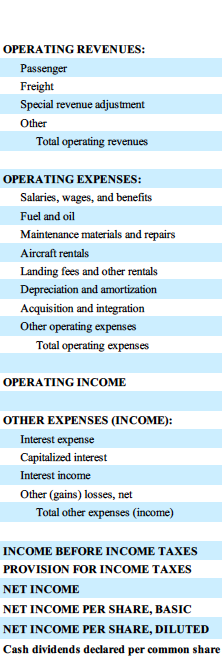 OPERATING REVENUES:
Passenger
Freight
Special revenue adjustment
Other
Total operating revenues
OPERATING EXPENSES:
Salaries, wages, and benefits
Fuel and oil
Maintenance materials and repairs
Aircraft rentals
Landing fees and other rentals
Depreciation and amortization
Acquisition and integration
Other operating expenses
Total operating expenses
OPERATING INCOME
OTHER EXPENSES (INCOME):
Interest expense
Capitalized interest
Interest income
Other (gains) losses, net
Total other expenses (income)
INCOME BEFORE INCOME TAXES
PROVISION FOR INCOME TAXES
NET INCOME
NET INCOME PER SHARE, BASIC
NET INCOME PER SHARE, DILUTED
Cash dividends declared per common share